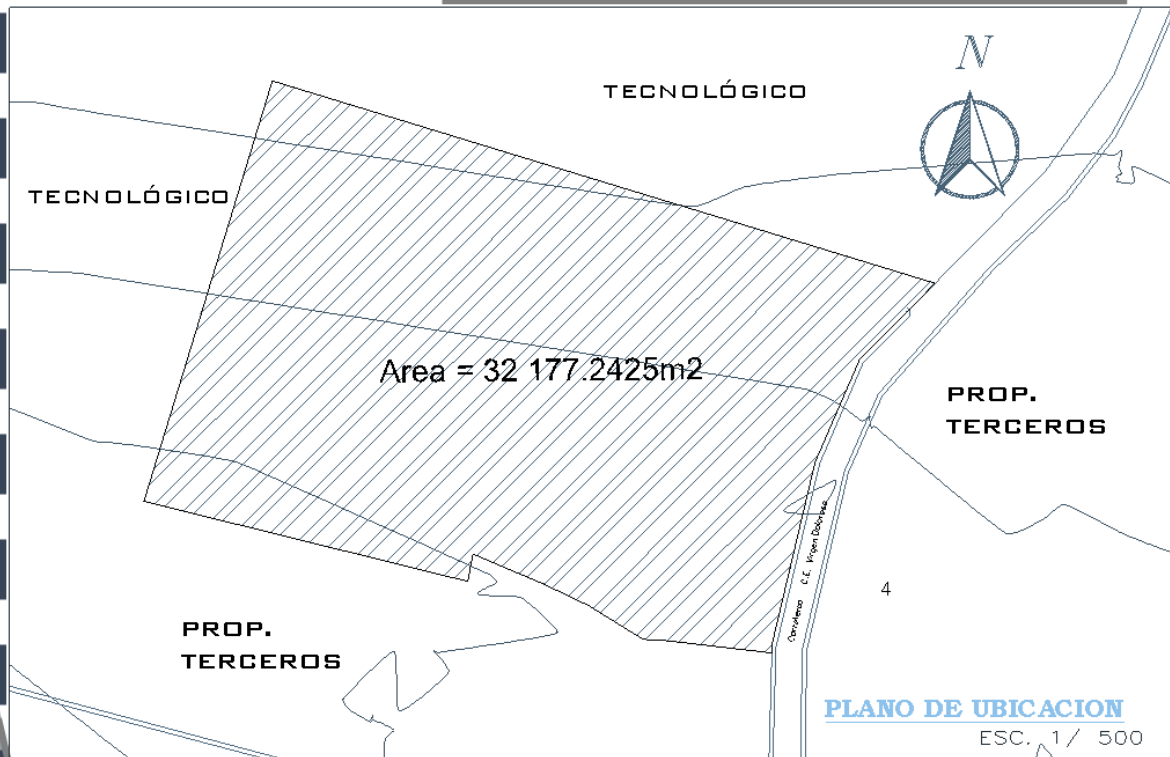 N
TECNOLÓGICO
TECNOLÓGICO
Area = 32 177.2425m2
PROP.
TERCEROS
Carretera C.E. Virgen Dolorosa
4
PROP.
TERCEROS
PLANO DE UBICACION
ESC. 1/ 500